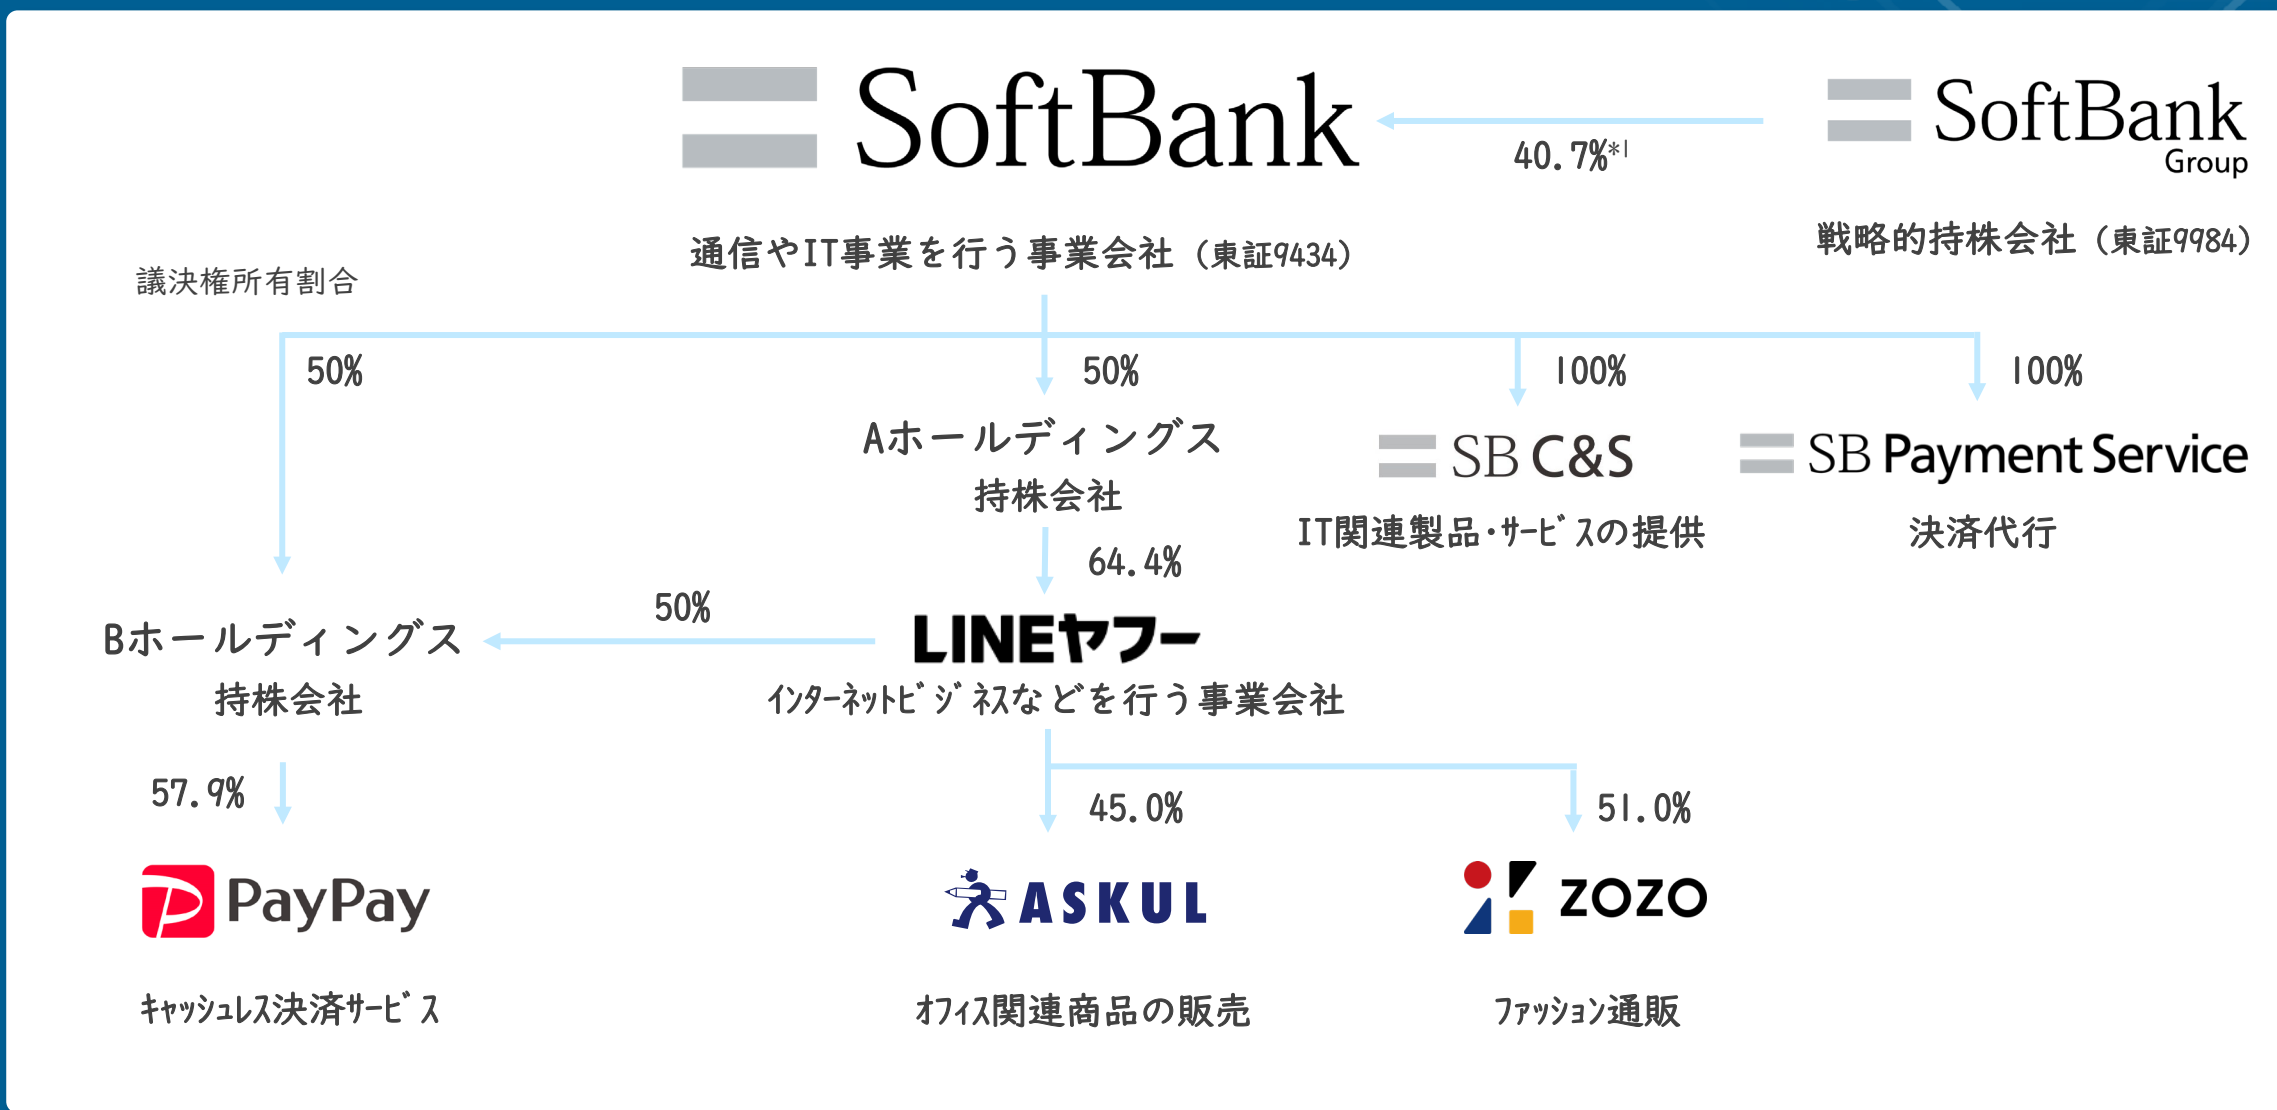 SoftBank
SoftBank
Group
40.7%*1
通信やIT事業を行う事業会社（東証9434）
戦略的持株会社（東証9984）
議決権所有割合
50%
50%
100%
100%
Aホールディングス
持株会社
SB C&S
IT関連製品・ｻｰﾋﾞｽの提供
SB Payment Service
決済代行
64.4%
50%
Bホールディングス
持株会社
LINEヤフー
ｲﾝﾀｰﾈｯﾄﾋﾞｼﾞﾈｽなどを行う事業会社
57.9%
45.0%
51.0%
PayPay
ASKUL
ZOZO
ｷｬｯｼｭﾚｽ決済ｻｰﾋﾞｽ
ｵﾌｨｽ関連商品の販売
ﾌｧｯｼｮﾝ通販